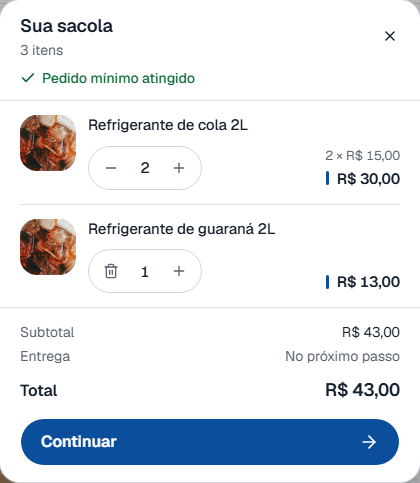 Sua sacola
3 itens
Pedido mínimo atingido
Refrigerante de cola 2L
2 × R$ 15,00
2
R$ 30,00
Refrigerante de guaraná 2L
1
R$ 13,00
Subtotal R$ 43,00
Entrega No próximo passo
Total R$ 43,00
Continuar